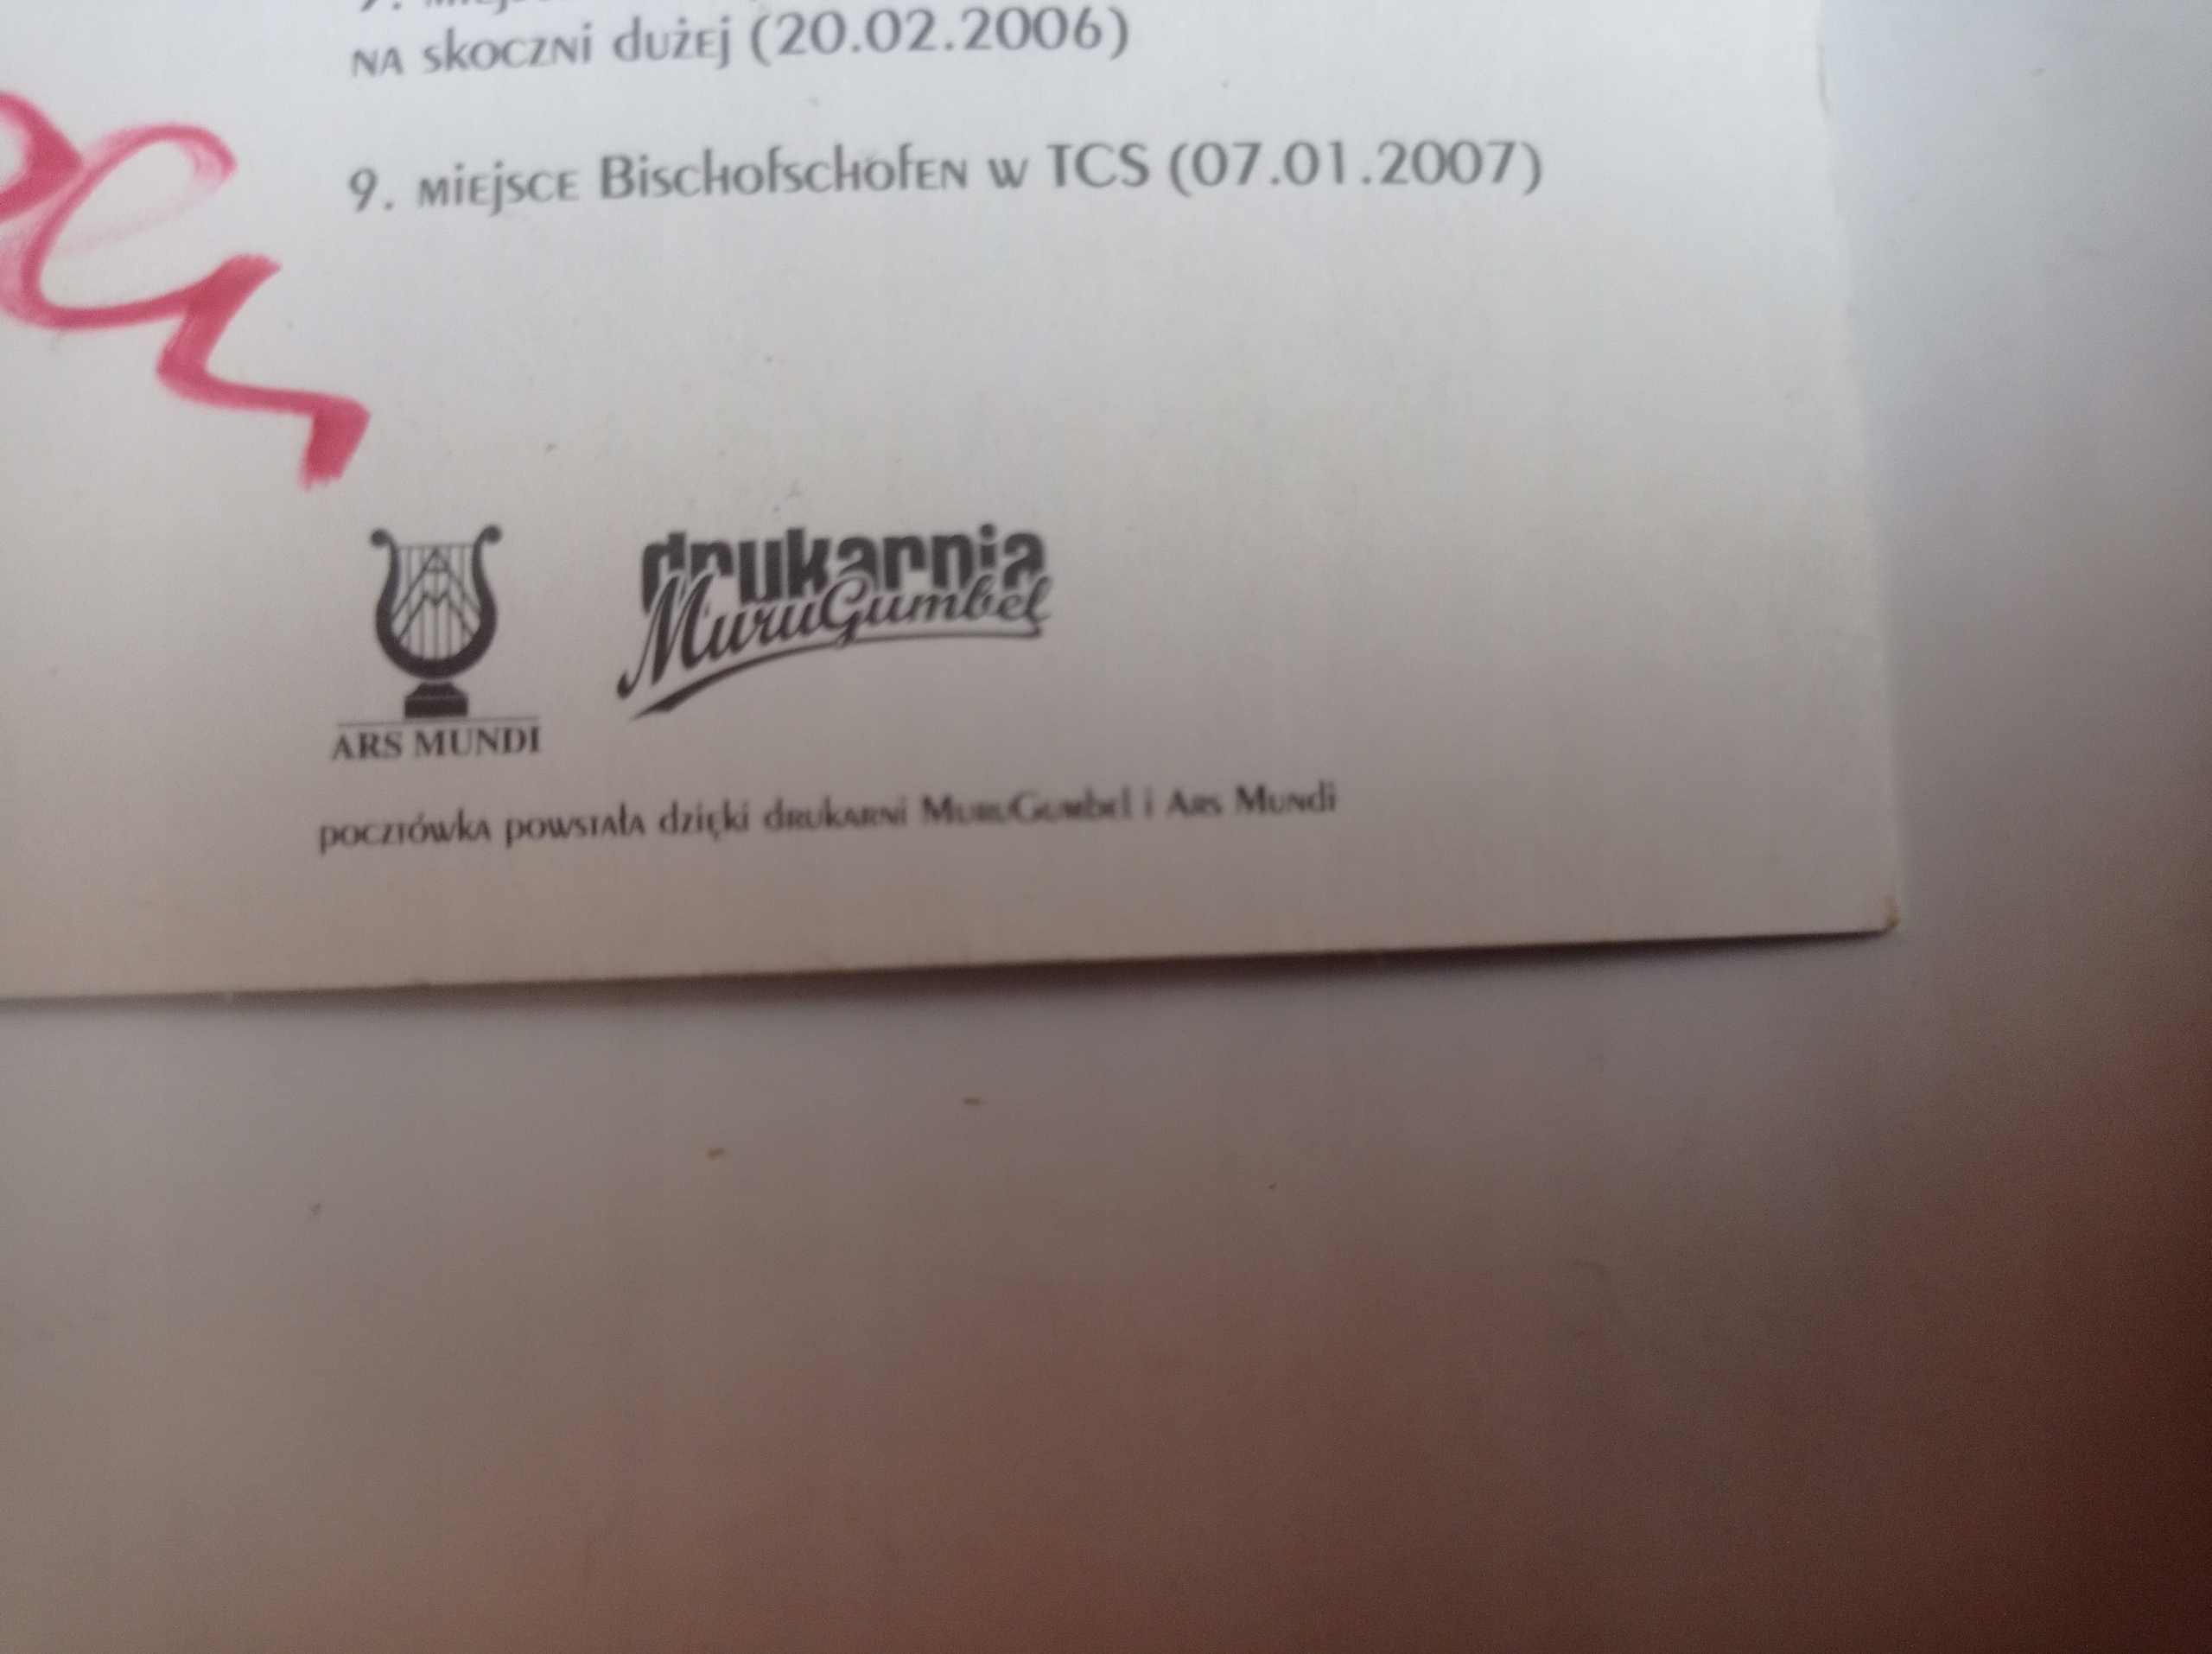 na skoczni dużej (20.02.2006)
9. miejsce Bischofschofen w TCS (07.01.2007)
drukarnia
MuruGumbel
ARS MUNDI
pocztówka powstała dzięki drukarni MuruGumbel i Ars Mundi